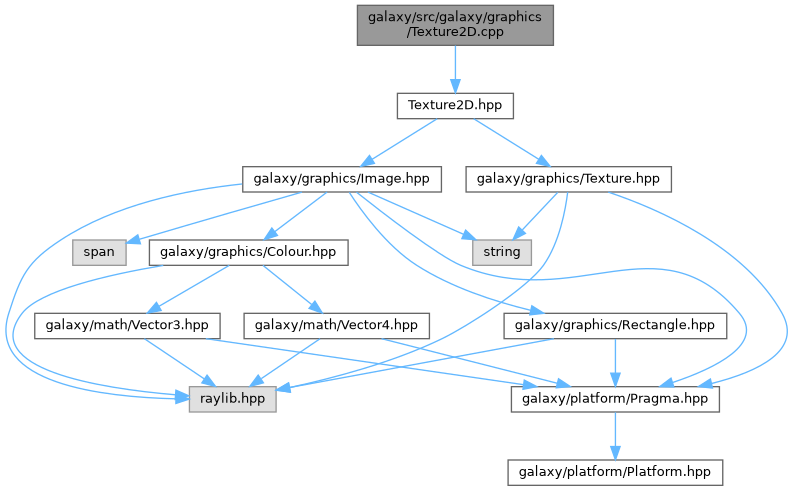 galaxy/src/galaxy/graphics
/Texture2D.cpp
Texture2D.hpp
galaxy/graphics/Image.hpp
galaxy/graphics/Texture.hpp
span
galaxy/graphics/Colour.hpp
string
galaxy/math/Vector3.hpp
galaxy/math/Vector4.hpp
galaxy/graphics/Rectangle.hpp
raylib.hpp
galaxy/platform/Pragma.hpp
galaxy/platform/Platform.hpp